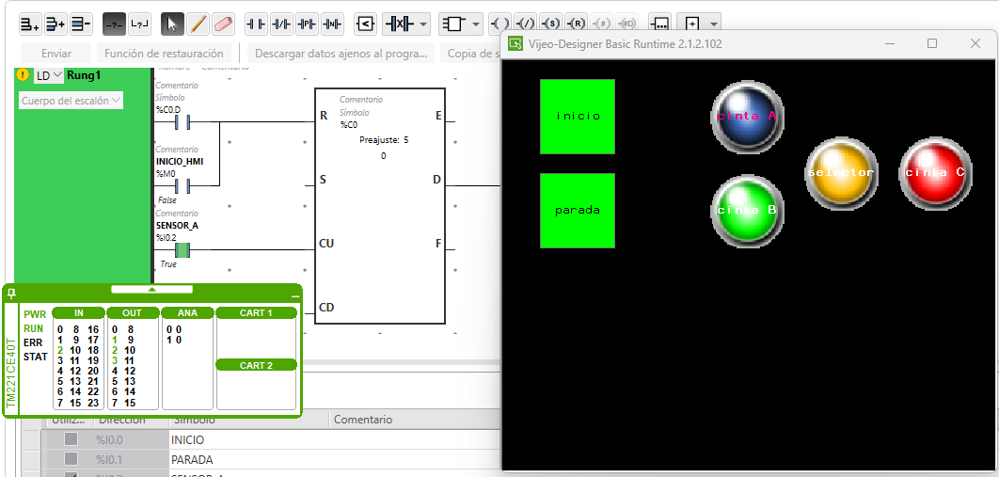 -?-
P
N
X
S
R
#
#D
...
+
Enviar
Función de restauración
Descargar datos ajenos al progra...
Copia de s
Vijeo-Designer Basic Runtime 2.1.2.102
!
LD
Rung1
Cuerpo del escalón
Comentario
Símbolo
%C0.D
Comentario
INICIO_HMI
%M0
False
Comentario
SENSOR_A
%I0.2
True
Comentario
Símbolo
%C0
Preajuste: 5
0
R
S
CU
CD
E
D
F
inicio
parada
cinta A
cinta B
selector
cinta C
TM221CE40T
PWR
RUN
ERR
STAT
IN
OUT
ANA
CART 1
0 8 16
1 9 17
2 10 18
3 11 19
4 12 20
5 13 21
6 14 22
7 15 23
0 8
1 9
2 10
3 11
4 12
5 13
6 14
7 15
0 0
1 0
CART 2
Utiliz...
Dirección
Símbolo
Comentario
%I0.0
INICIO
%I0.1
PARADA